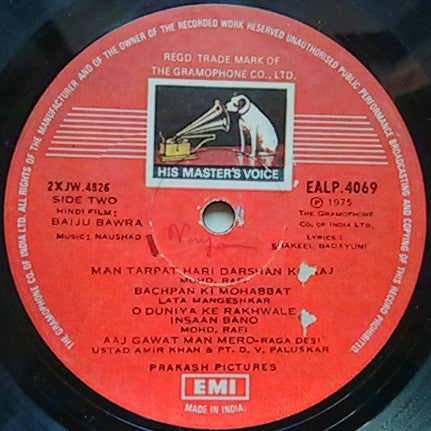 ALL RIGHTS OF THE MANUFACTURER AND OF THE OWNER OF THE RECORDED WORK RESERVED UNAUTHORISED PUBLIC PERFORMANCE BROADCASTING AND COPYING OF THIS RECORD PROHIBITED
REGD. TRADE MARK OF
THE GRAMOPHONE CO., LTD.
HIS MASTER'S VOICE
2XJW.4826
SIDE TWO
HINDI FILM:
BAIJU BAWRA
MUSIC: NAUSHAD
EALP.4069
Ⓟ 1975
THE GRAMOPHONE
CO. OF INDIA LTD.
LYRICS:
SHAKEEL BADAYUNI
MAN TARPAT HARI DARSHAN
MOHD. RAFI
BACHPAN KI MOHABBAT
LATA MANGESHKAR
O DUNIYA KE RAKHWALE
INSAAN BANO
MOHD. RAFI
AAJ GAWAT MAN MERO-RAGA DESI
USTAD AMIR KHAN & PT. D. V. PALUSKAR
PRAKASH PICTURES
EMI
MADE IN INDIA.
THE GRAMOPHONE CO. OF INDIA LTD.